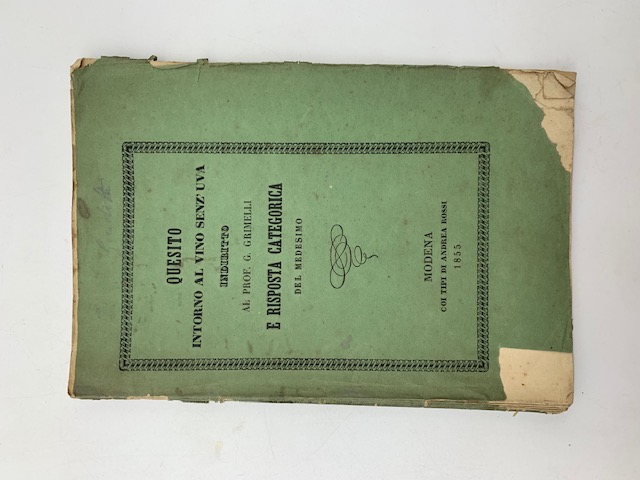 QUESITO
INTORNO AL VINO SENZ' UVA
INDIRITTO
AL PROF. G. GRIMELLI
E RISPOSTA CATEGORICA
DEL MEDESIMO
MODENA
COI TIPI DI ANDREA ROSSI
1855